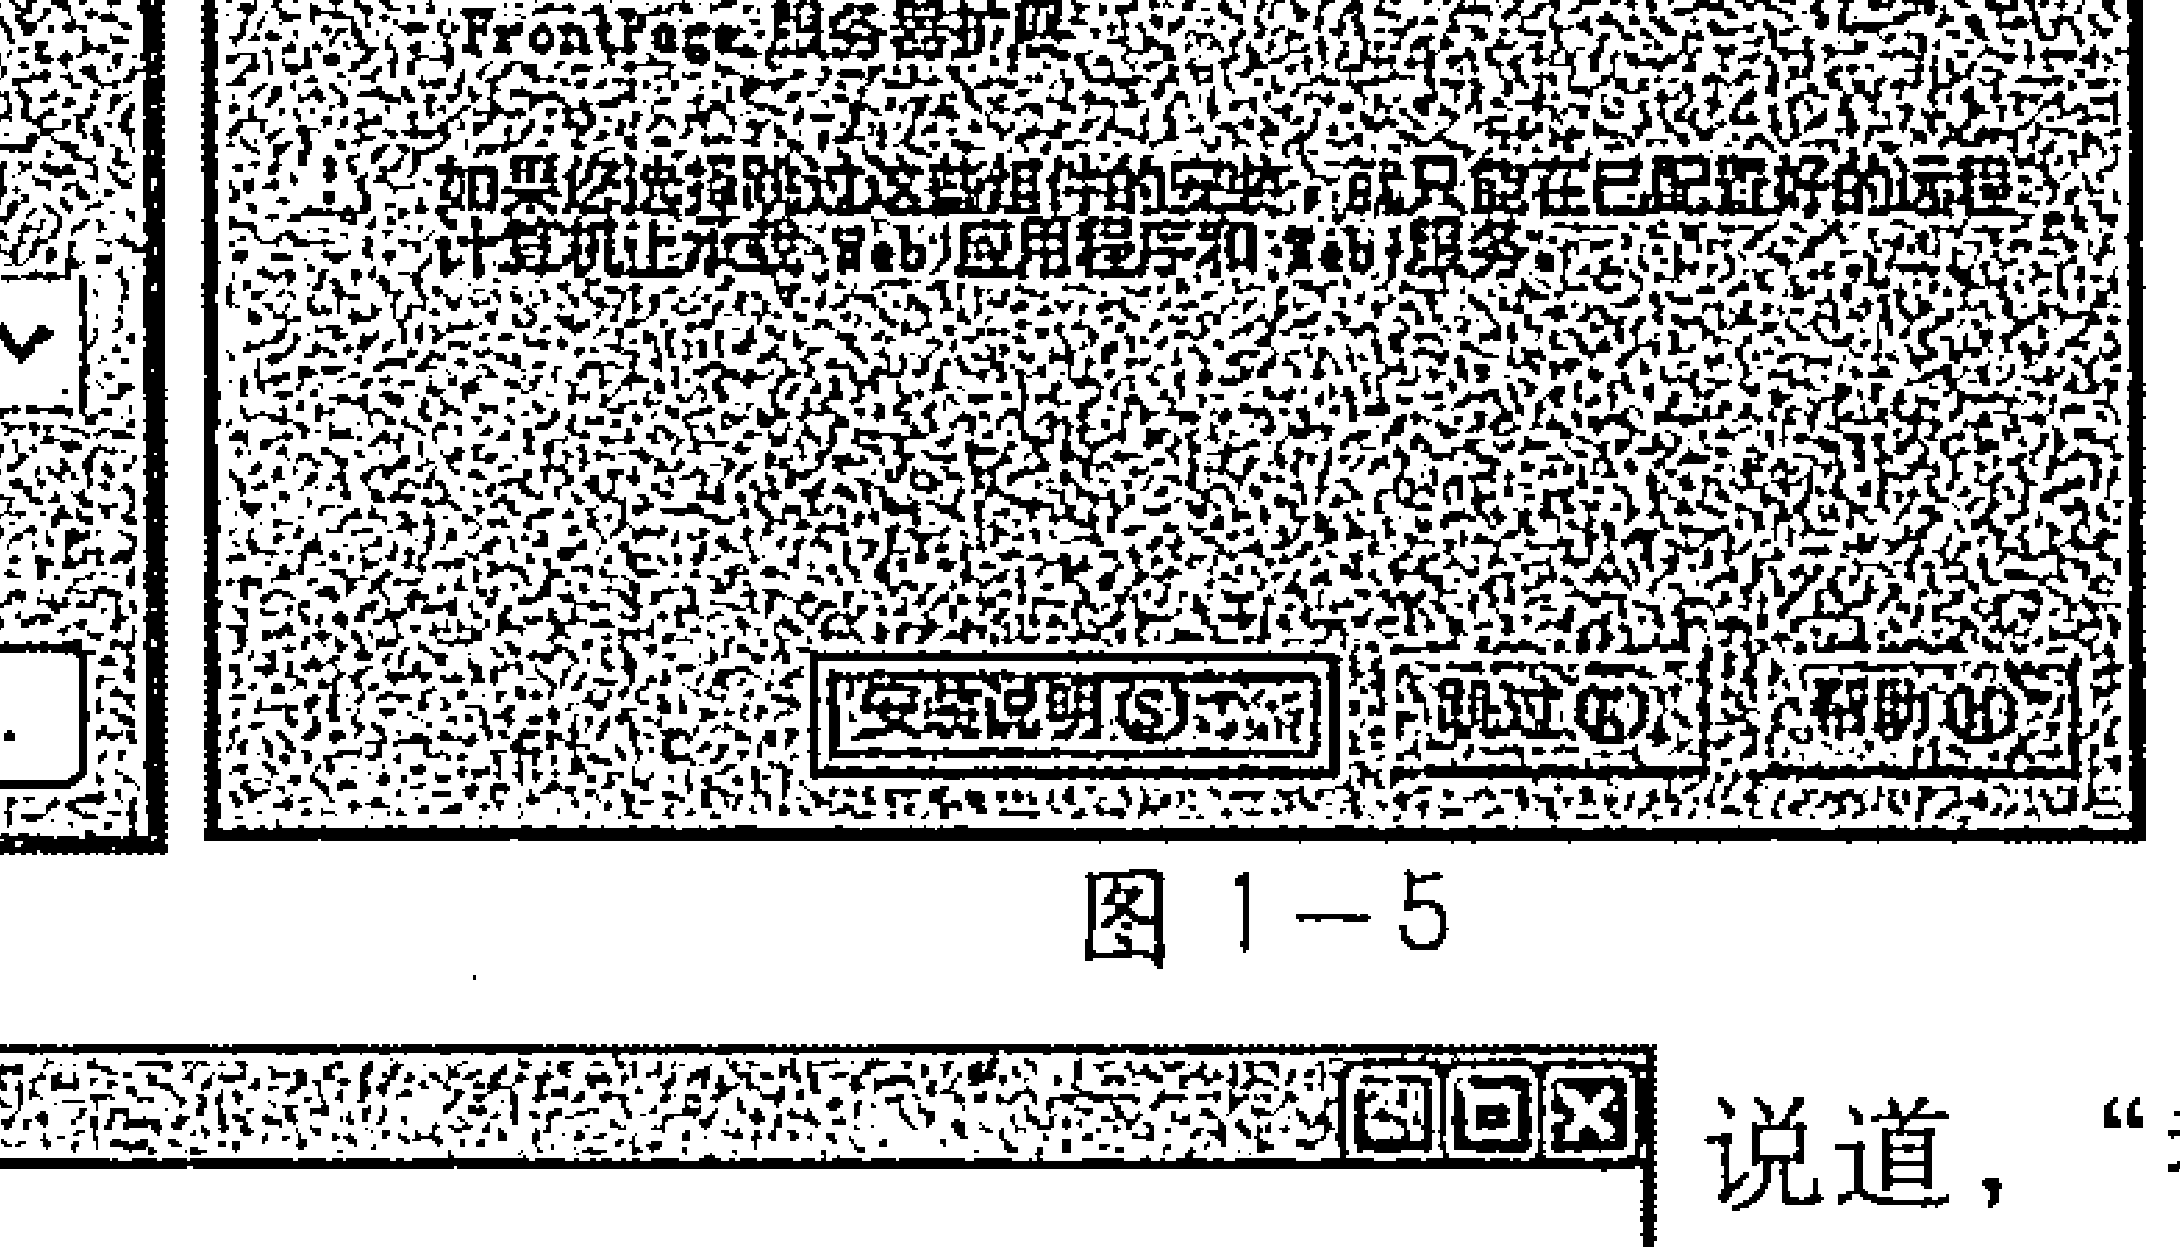 FrontPage 服务器扩展
如果您选择跳过这些组件的安装，就只能在已配置好的远程
计算机上承载 Web 应用程序和 Web 服务。
安装说明(S) 跳过(K) 帮助(H)
图 1-5
说道，“